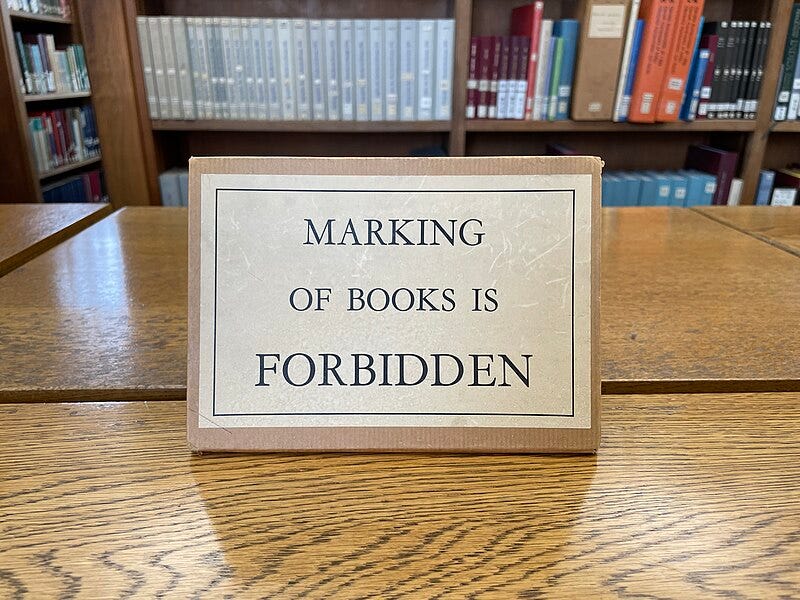 MARKING
OF BOOKS IS
FORBIDDEN